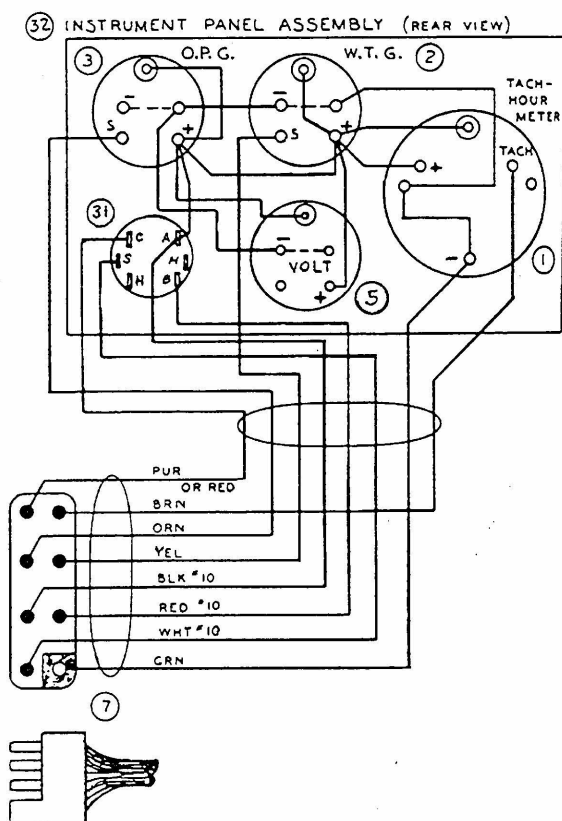 32 INSTRUMENT PANEL ASSEMBLY (REAR VIEW)
3 O.P.G. W.T.G. 2
TACH-
HOUR
METER
- + - +
S S + TACH
31
C A
S H
H B
-
VOLT
+
5
-
1
PUR
OR RED
BRN
ORN
YEL
BLK #10
RED #10
WHT #10
GRN
7